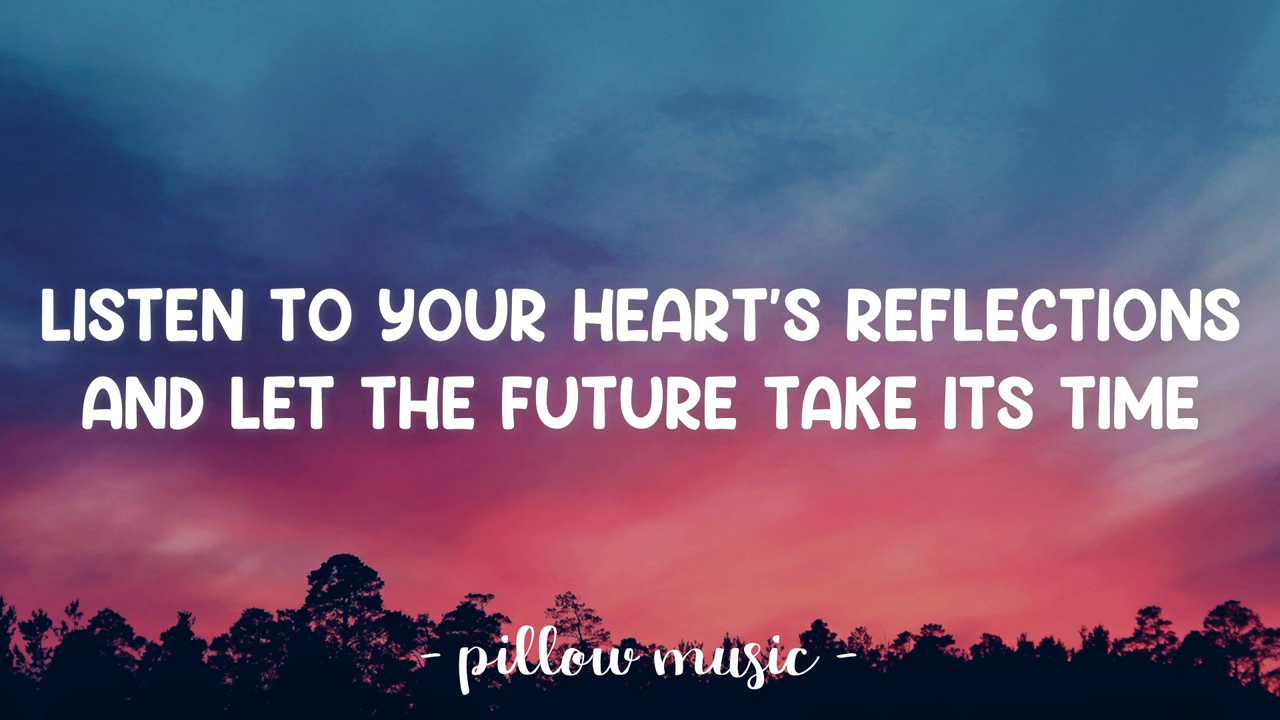 LISTEN TO YOUR HEART'S REFLECTIONS
AND LET THE FUTURE TAKE ITS TIME
- pillow music -